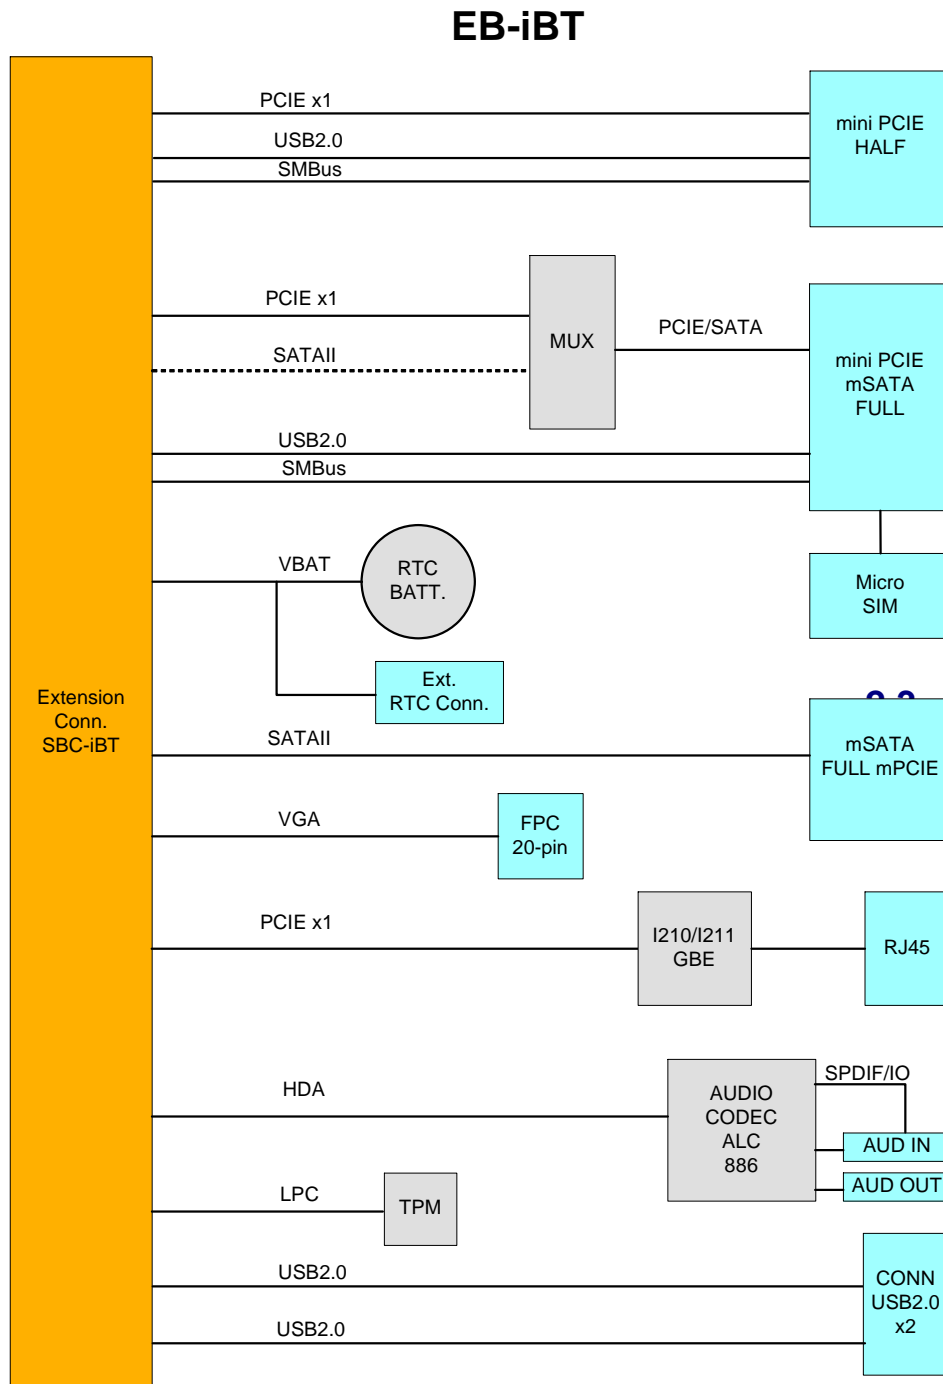 EB-iBT
PCIE x1
USB2.0
SMBus
mini PCIE
HALF
PCIE x1
SATAII
MUX
PCIE/SATA
mini PCIE
mSATA
FULL
USB2.0
SMBus
VBAT
RTC
BATT.
Micro
SIM
Ext.
RTC Conn.
Extension
Conn.
SBC-iBT
SATAII
mSATA
FULL mPCIE
VGA
FPC
20-pin
PCIE x1
I210/I211
GBE
RJ45
HDA
AUDIO
CODEC
ALC
886
SPDIF/IO
AUD IN
AUD OUT
LPC
TPM
USB2.0
USB2.0
CONN
USB2.0
x2